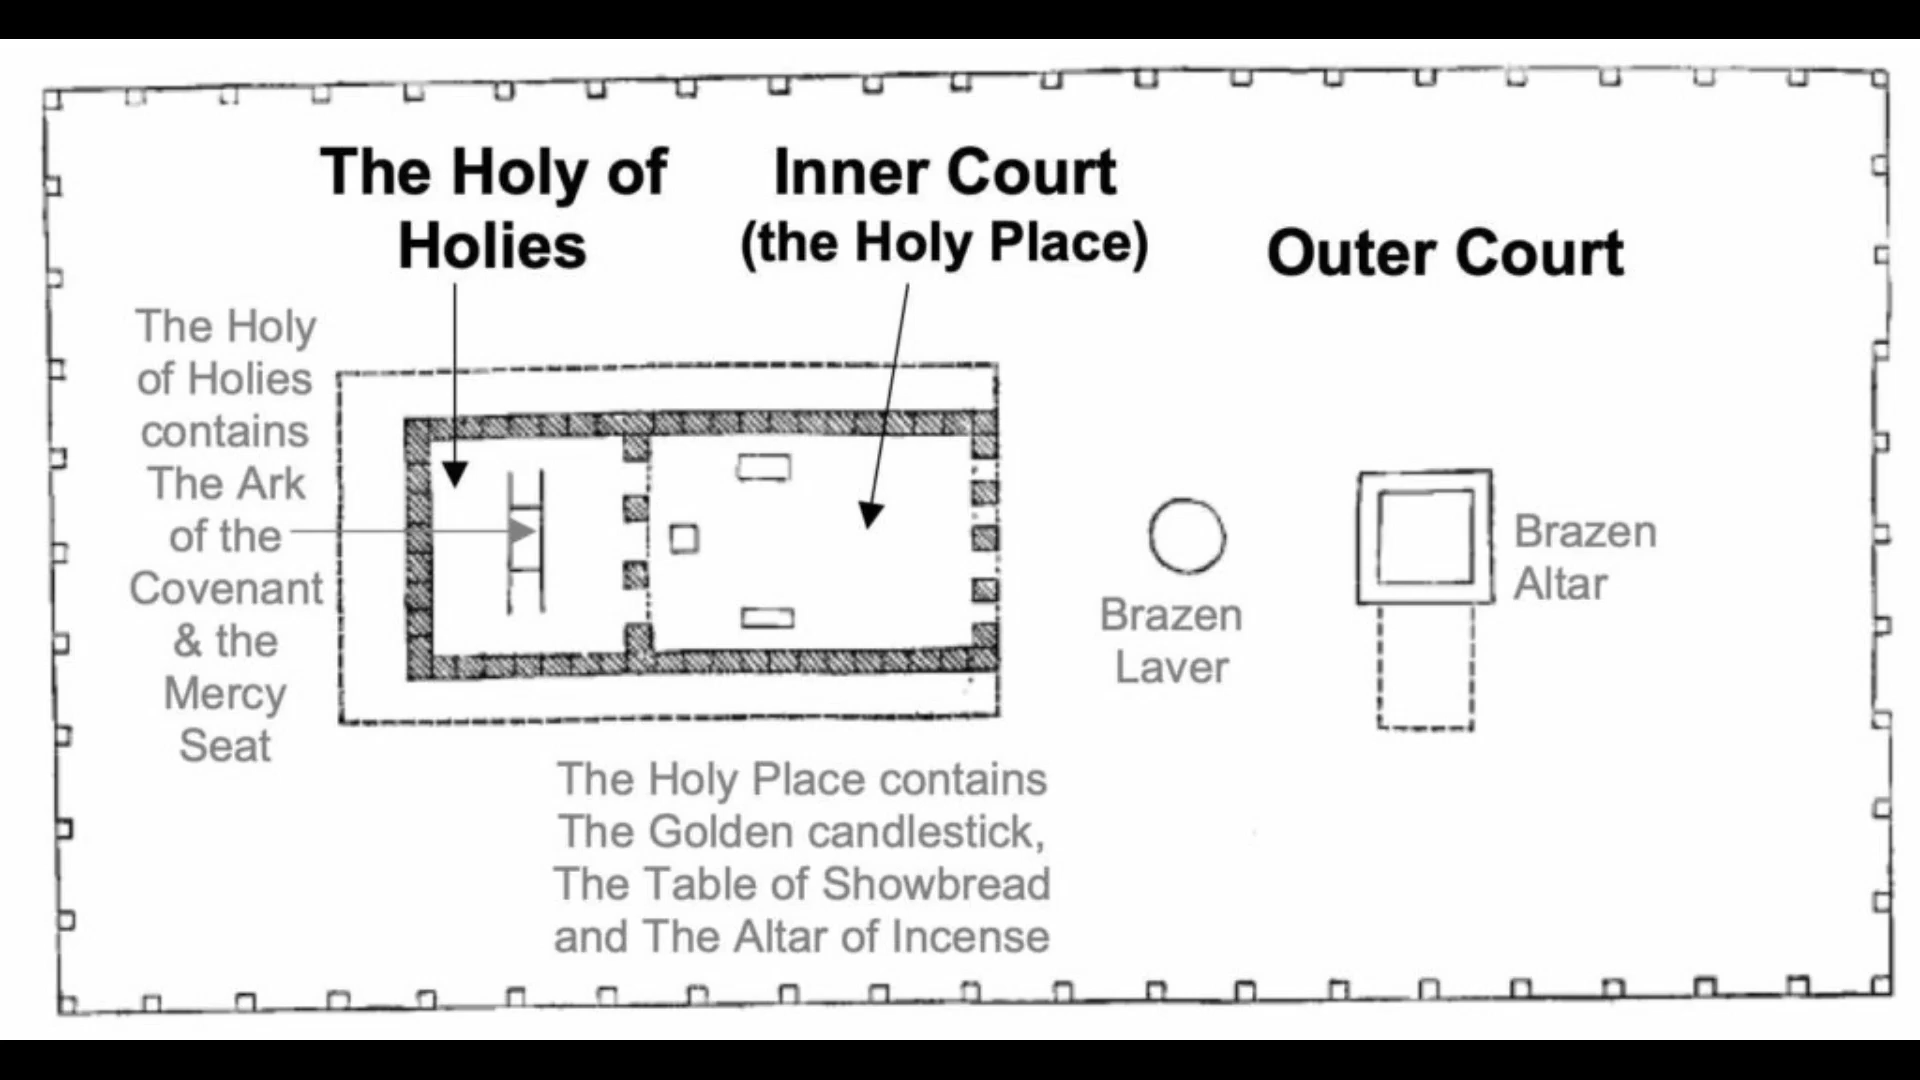 The Holy of
Holies
Inner Court
(the Holy Place)
Outer Court
The Holy
of Holies
contains
The Ark
of the
Covenant
& the
Mercy
Seat
Brazen
Laver
Brazen
Altar
The Holy Place contains
The Golden candlestick,
The Table of Showbread
and The Altar of Incense